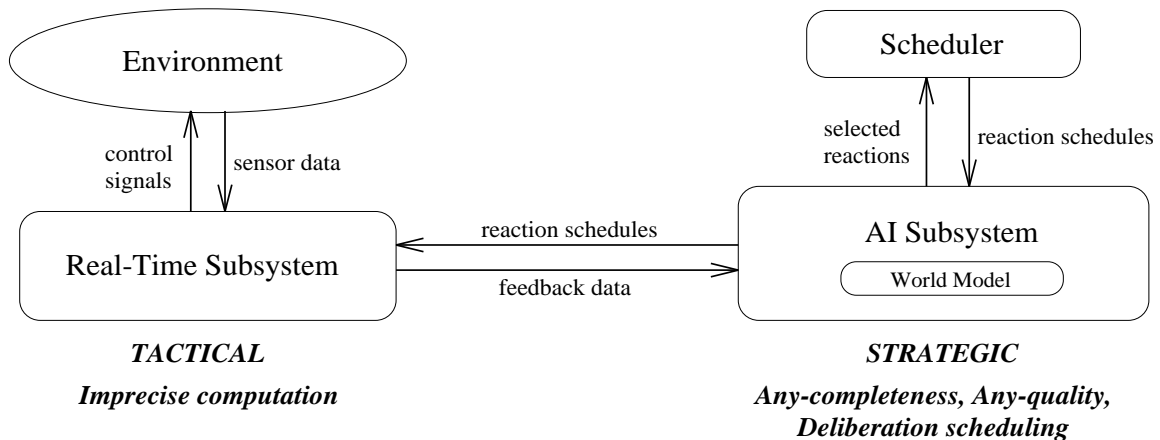 Environment
Scheduler
control
signals
sensor data
selected
reactions
reaction schedules
Real-Time Subsystem
reaction schedules
feedback data
AI Subsystem
World Model
TACTICAL
Imprecise computation
STRATEGIC
Any-completeness, Any-quality,
Deliberation scheduling